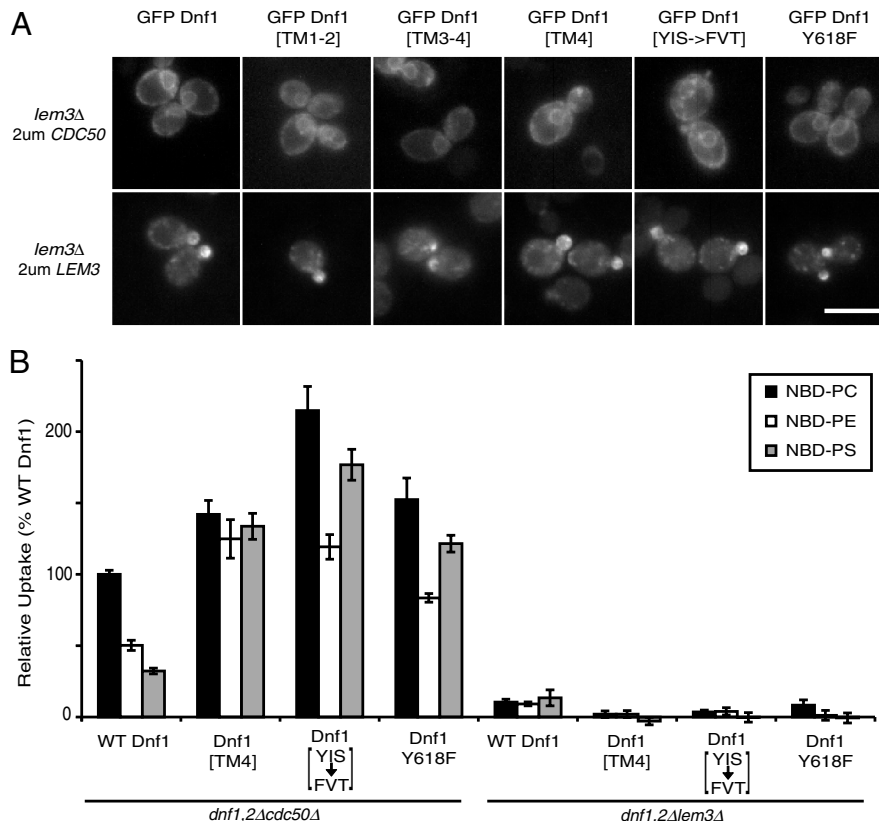 A
GFP Dnf1
GFP Dnf1
[TM1-2]
GFP Dnf1
[TM3-4]
GFP Dnf1
[TM4]
GFP Dnf1
[YIS->FVT]
GFP Dnf1
Y618F
lem3Δ
2um CDC50
lem3Δ
2um LEM3
B
Relative Uptake (% WT Dnf1)
200
100
0
NBD-PC
NBD-PE
NBD-PS
WT Dnf1
Dnf1
[TM4]
Dnf1
[YIS
FVT]
Dnf1
Y618F
WT Dnf1
Dnf1
[TM4]
Dnf1
[YIS
FVT]
Dnf1
Y618F
dnf1,2Δcdc50Δ
dnf1,2Δlem3Δ